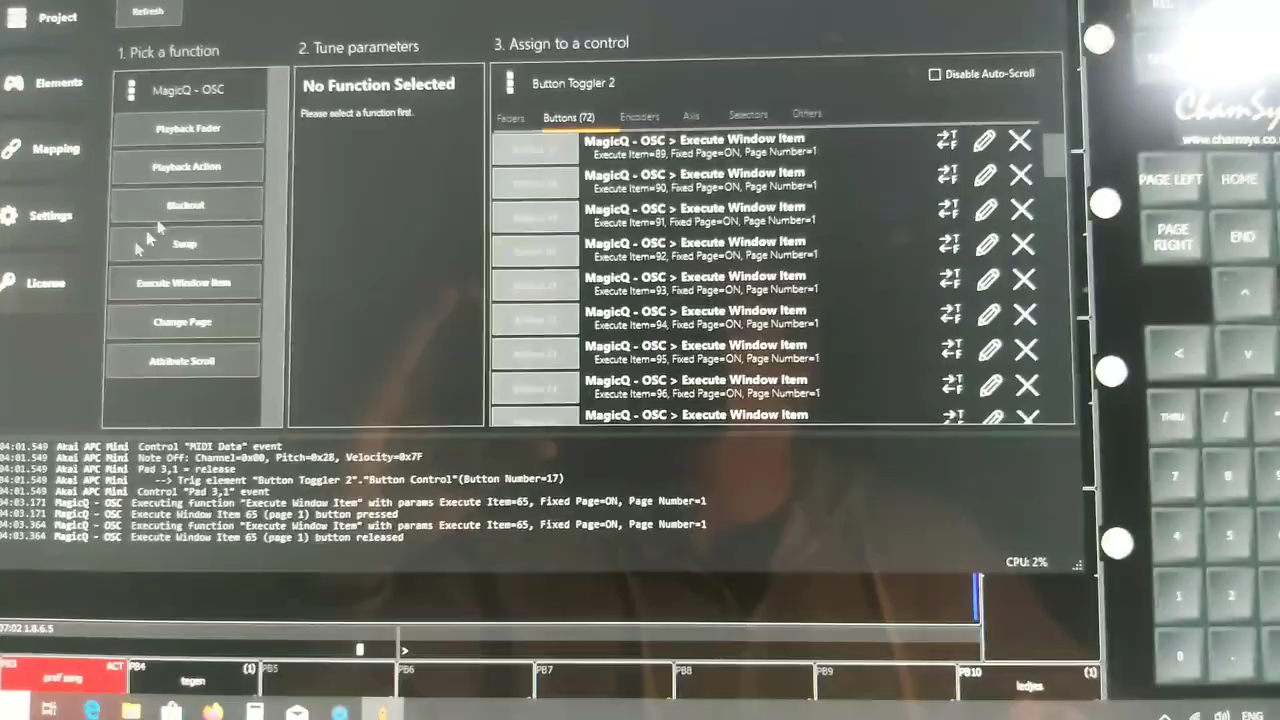 Project
Refresh
Elements
Mapping
Settings
License
1. Pick a function
MagicQ - OSC
Playback Fader
Playback Action
Blackout
Swap
Execute Window Item
Change Page
Attribute Scroll
2. Tune parameters
No Function Selected
Please select a function first.
3. Assign to a control
Button Toggler 2
Disable Auto-Scroll
Faders
Buttons (72)
Encoders
Axis
Selectors
Others
MagicQ - OSC > Execute Window Item
Execute Item=89, Fixed Page=ON, Page Number=1
MagicQ - OSC > Execute Window Item
Execute Item=90, Fixed Page=ON, Page Number=1
MagicQ - OSC > Execute Window Item
Execute Item=91, Fixed Page=ON, Page Number=1
MagicQ - OSC > Execute Window Item
Execute Item=92, Fixed Page=ON, Page Number=1
MagicQ - OSC > Execute Window Item
Execute Item=93, Fixed Page=ON, Page Number=1
MagicQ - OSC > Execute Window Item
Execute Item=94, Fixed Page=ON, Page Number=1
MagicQ - OSC > Execute Window Item
Execute Item=95, Fixed Page=ON, Page Number=1
MagicQ - OSC > Execute Window Item
Execute Item=96, Fixed Page=ON, Page Number=1
MagicQ - OSC > Execute Window Item
04:01.549 Akai APC Mini Control "MIDI Data" event
04:01.549 Akai APC Mini Note Off: Channel=0x00, Pitch=0x28, Velocity=0x7F
04:01.549 Akai APC Mini Pad 3,1 = release
04:01.549 Akai APC Mini --> Trig element "Button Toggler 2"."Button Control"(Button Number=17)
04:01.549 Akai APC Mini Control "Pad 3,1" event
04:03.171 MagicQ - OSC Executing function "Execute Window Item" with params Execute Item=65, Fixed Page=ON, Page Number=1
04:03.171 MagicQ - OSC Execute Window Item 65 (page 1) button pressed
04:03.364 MagicQ - OSC Executing function "Execute Window Item" with params Execute Item=65, Fixed Page=ON, Page Number=1
04:03.364 MagicQ - OSC Execute Window Item 65 (page 1) button released
CPU: 2%
07:02 1.8.6.5
>
PB3 ACT
PB4 (1)
tegen
PB5
PB6
PB7
PB8
PB9
PB10 (1)
ledjes
ENG
REL
ChamSys
www.chamsys.co.
PAGE LEFT
HOME
PAGE RIGHT
END
^
<
v
THRU
/
7
8
4
5
1
2
0
.